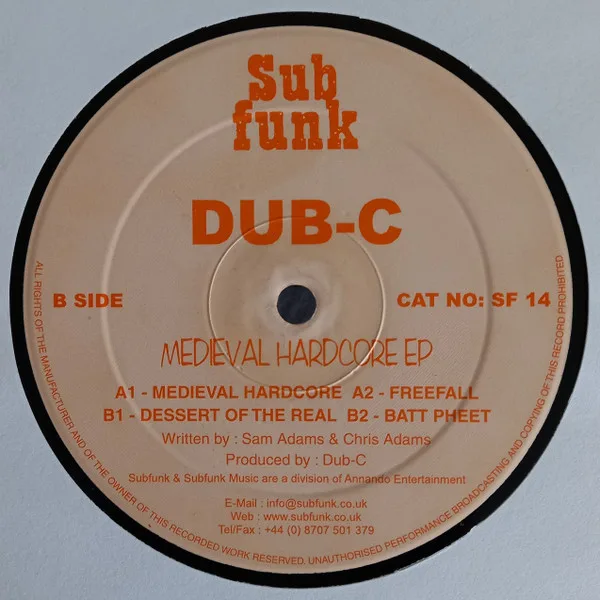 Sub
funk
DUB-C
B SIDE
CAT NO: SF 14
MEDIEVAL HARDCORE EP
A1 - MEDIEVAL HARDCORE A2 - FREEFALL
B1 - DESSERT OF THE REAL B2 - BATT PHEET
Written by : Sam Adams & Chris Adams
Produced by : Dub-C
Subfunk & Subfunk Music are a division of Annando Entertainment
E-Mail : info@subfunk.co.uk
Web : www.subfunk.co.uk
Tel/Fax : +44 (0) 8707 501 379
ALL RIGHTS OF THE MANUFACTURER AND OF THE OWNER OF THIS RECORDED WORK RESERVED. UNAUTHORISED PERFORMANCE BROADCASTING AND COPYING OF THIS RECORD PROHIBITED